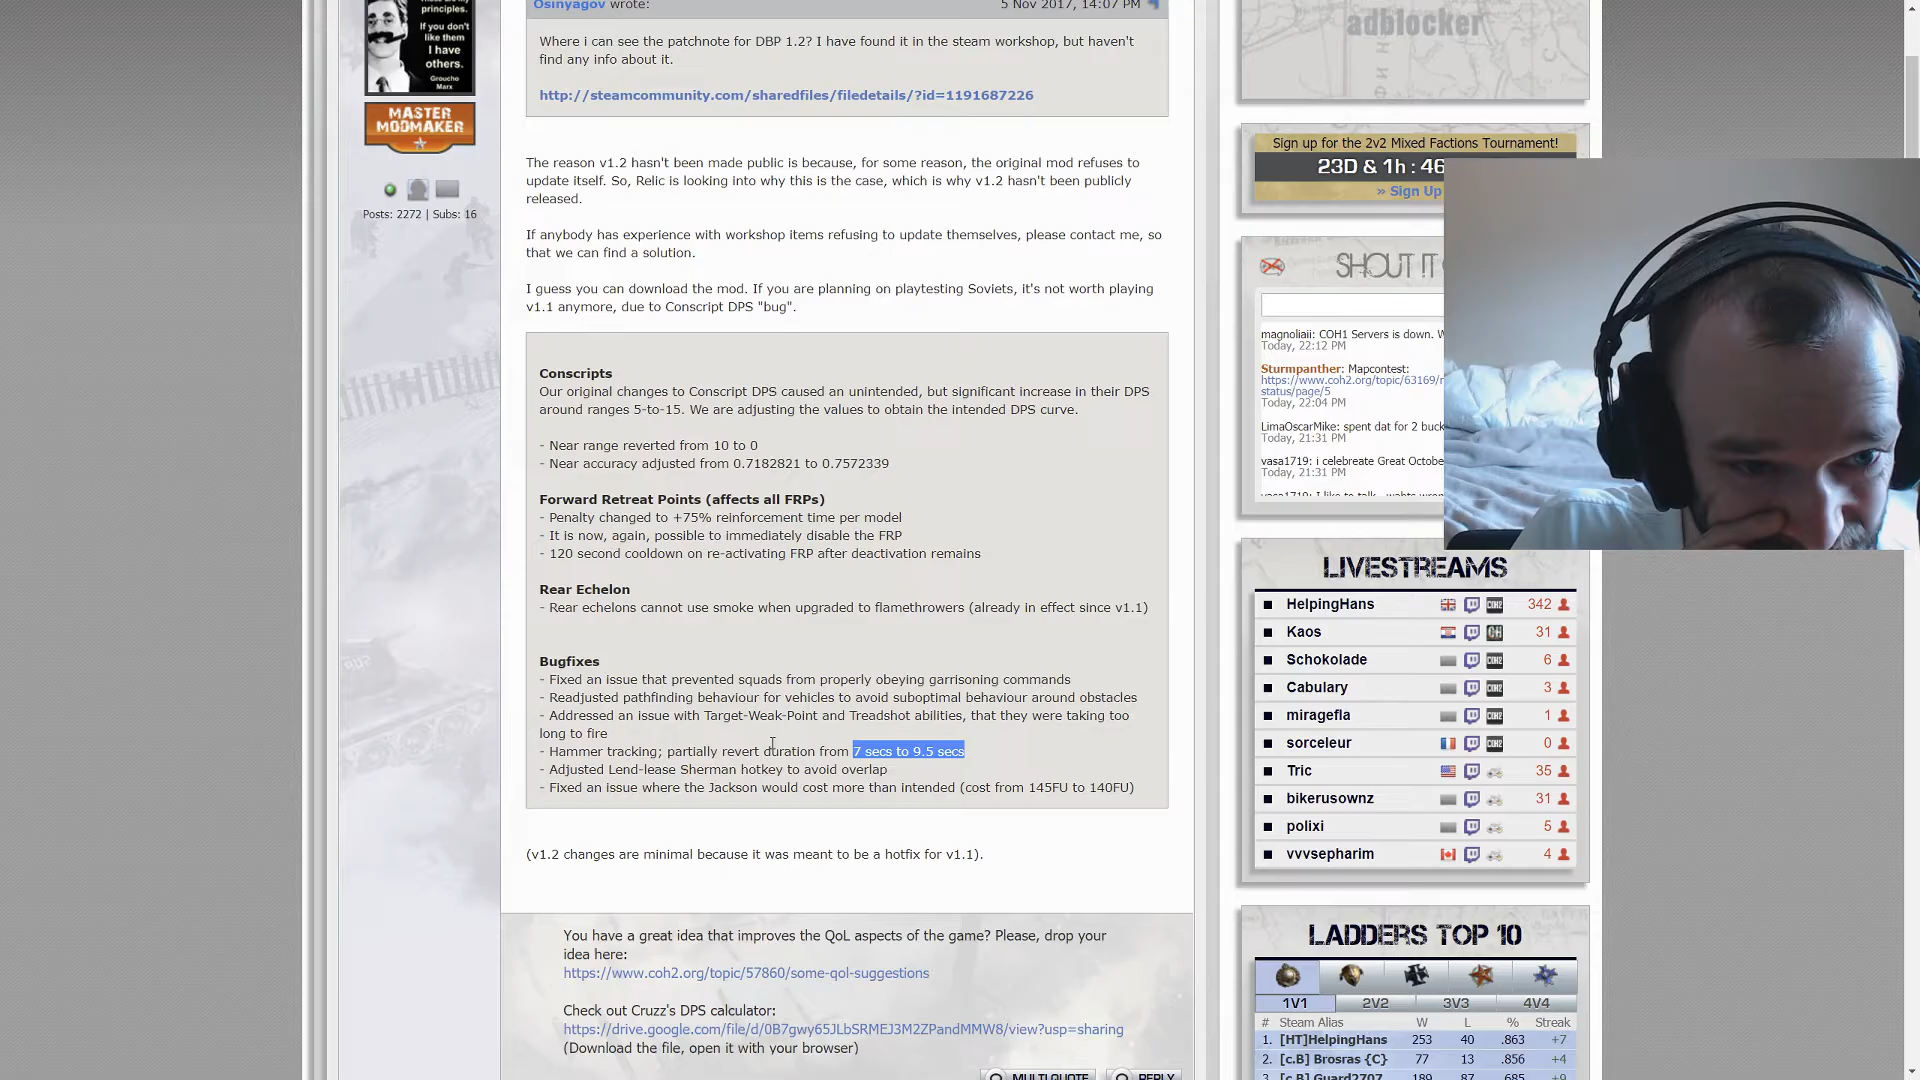 principles.
If you don't
like them
I have
others.
Groucho
Marx
MASTER
MODMAKER
Posts: 2272 | Subs: 16
Osinyagov wrote:
5 Nov 2017, 14:07 PM
Where i can see the patchnote for DBP 1.2? I have found it in the steam workshop, but haven't
find any info about it.
http://steamcommunity.com/sharedfiles/filedetails/?id=1191687226
The reason v1.2 hasn't been made public is because, for some reason, the original mod refuses to
update itself. So, Relic is looking into why this is the case, which is why v1.2 hasn't been publicly
released.
If anybody has experience with workshop items refusing to update themselves, please contact me, so
that we can find a solution.
I guess you can download the mod. If you are planning on playtesting Soviets, it's not worth playing
v1.1 anymore, due to Conscript DPS "bug".
Conscripts
Our original changes to Conscript DPS caused an unintended, but significant increase in their DPS
around ranges 5-to-15. We are adjusting the values to obtain the intended DPS curve.
- Near range reverted from 10 to 0
- Near accuracy adjusted from 0.7182821 to 0.7572339
Forward Retreat Points (affects all FRPs)
- Penalty changed to +75% reinforcement time per model
- It is now, again, possible to immediately disable the FRP
- 120 second cooldown on re-activating FRP after deactivation remains
Rear Echelon
- Rear echelons cannot use smoke when upgraded to flamethrowers (already in effect since v1.1)
Bugfixes
- Fixed an issue that prevented squads from properly obeying garrisoning commands
- Readjusted pathfinding behaviour for vehicles to avoid suboptimal behaviour around obstacles
- Addressed an issue with Target-Weak-Point and Treadshot abilities, that they were taking too
long to fire
- Hammer tracking; partially revert duration from 7 secs to 9.5 secs
- Adjusted Lend-lease Sherman hotkey to avoid overlap
- Fixed an issue where the Jackson would cost more than intended (cost from 145FU to 140FU)
(v1.2 changes are minimal because it was meant to be a hotfix for v1.1).
You have a great idea that improves the QoL aspects of the game? Please, drop your
idea here:
https://www.coh2.org/topic/57860/some-qol-suggestions
Check out Cruzz's DPS calculator:
https://drive.google.com/file/d/0B7gwy65JLbSRMEJ3M2ZPandMMW8/view?usp=sharing
(Download the file, open it with your browser)
MULTIQUOTE
REPLY
adblocker
Sign up for the 2v2 Mixed Factions Tournament!
23D & 1h : 46
» Sign Up
SHOUT IT
magnoliaii: COH1 Servers is down. W
Today, 22:12 PM
Sturmpanther: Mapcontest:
https://www.coh2.org/topic/63169/
status/page/5
Today, 22:04 PM
LimaOscarMike: spent dat for 2 buck
Today, 21:31 PM
vasa1719: i celebreate Great Octobe
Today, 21:31 PM
LIVESTREAMS
HelpingHans 342
Kaos 31
Schokolade 6
Cabulary 3
miragefla 1
sorceleur 0
Tric 35
bikerusownz 31
polixi 5
vvvsepharim 4
LADDERS TOP 10
1V1 2V2 3V3 4V4
# Steam Alias W L % Streak
1. [HT]HelpingHans 253 40 .863 +7
2. [c.B] Brosras {C} 77 13 .856 +4
3. [c.B] Guard2707 189 87 .685 +9